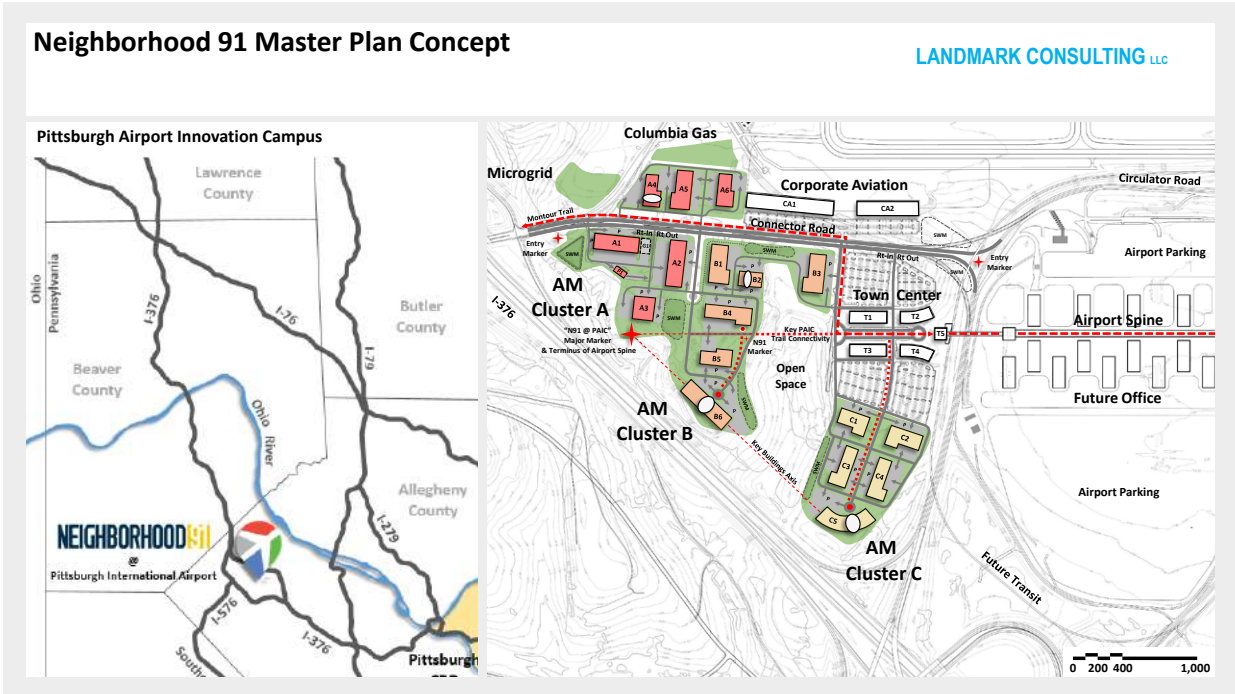 Neighborhood 91 Master Plan Concept
LANDMARK CONSULTING LLC
Pittsburgh Airport Innovation Campus
Lawrence
County
Ohio
Pennsylvania
I-376
I-76
Butler
County
I-79
Beaver
County
Ohio
River
Allegheny
County
I-279
NEIGHBORHOOD 91
@
Pittsburgh International Airport
I-576
I-376
Pittsburgh
Columbia Gas
Microgrid
A4
A5
A6
Corporate Aviation
CA1
CA2
Circulator Road
Montour Trail
Connector Road
Rt-In Rt Out
SWM
Entry
Marker
SWM
P
A1
A2
B1
B2
B3
SWM
Rt-In Rt Out
SWM
Entry
Marker
Airport Parking
AM
Cluster A
I-376
A3
SWM
B4
Town Center
T1
T2
T3
T4
T5
Airport Spine
"N91 @ PAIC"
Major Marker
& Terminus of Airport Spine
Key PAIC
Trail Connectivity
N91
Marker
B5
Open
Space
Future Office
AM
Cluster B
B6
SWM
Key Buildings Axis
C1
C2
C3
C4
C5
SWM
P
Airport Parking
AM
Cluster C
Future Transit
0 200 400 1,000